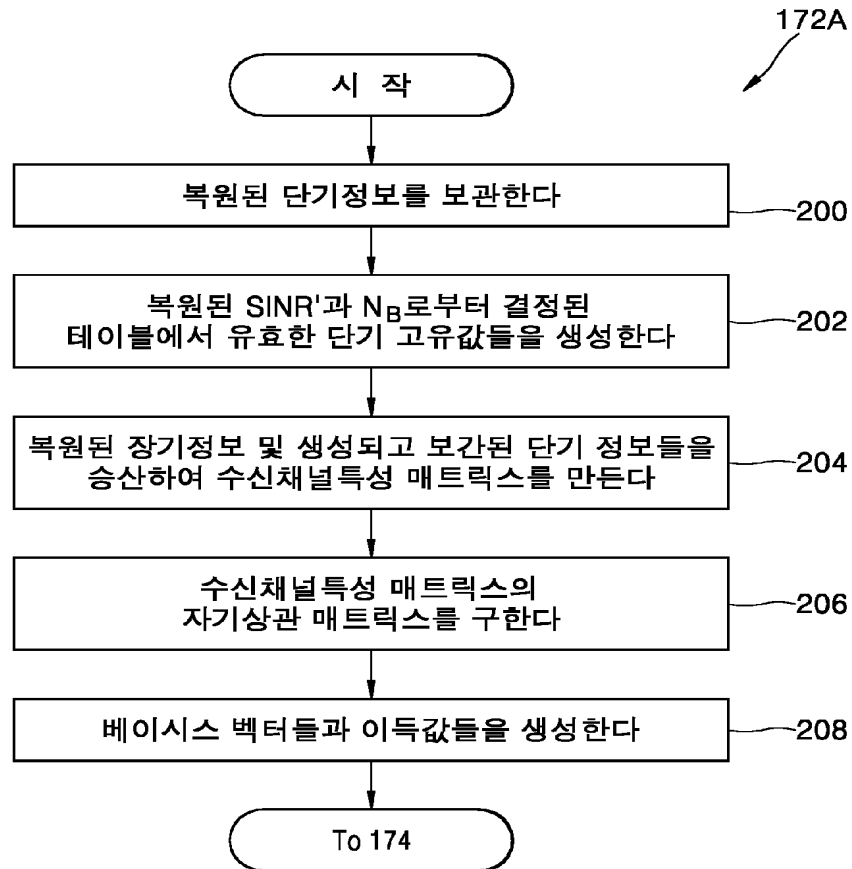 172A
시 작
복원된 단기정보를 보관한다
200
복원된 SINR'과 N_B로부터 결정된
테이블에서 유효한 단기 고유값들을 생성한다
202
복원된 장기정보 및 생성되고 보간된 단기 정보들을
승산하여 수신채널특성 매트릭스를 만든다
204
수신채널특성 매트릭스의
자기상관 매트릭스를 구한다
206
베이시스 벡터들과 이득값들을 생성한다
208
To 174